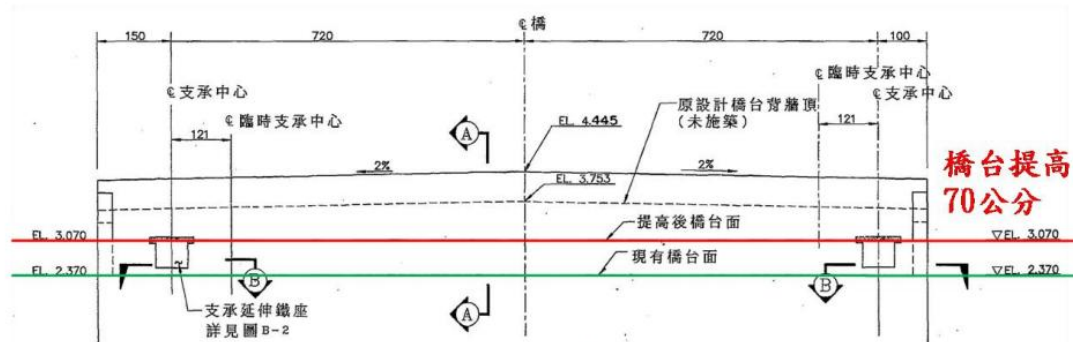 ℄橋
150
720
720
100
℄臨時支承中心
℄支承中心
℄支承中心
℄臨時支承中心
原設計橋台背牆頂
(未施築)
121
121
A
EL. 4.445
2%
2%
EL. 3.753
橋台提高
70公分
提高後橋台面
EL. 3.070
▽EL. 3.070
現有橋台面
B
B
EL. 2.370
▽EL. 2.370
支承延伸鐵座
詳見圖B-2
A